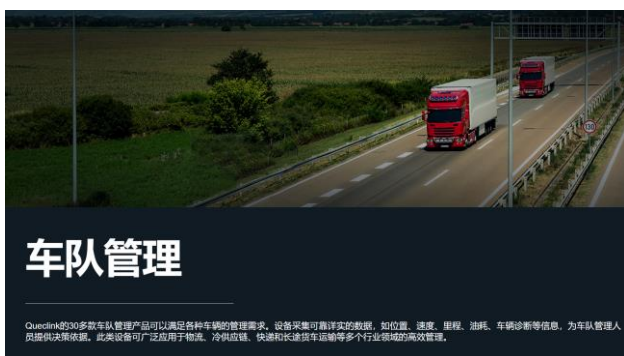 车队管理
Queclink的30多款车队管理产品可以满足各种车辆的管理需求。设备采集可靠详实的数据，如位置、速度、里程、油耗、车辆诊断等信息，为车队管理人
员提供决策依据。此类设备可广泛应用于物流、冷供应链、快递和长途货车运输等多个行业领域的高效管理。